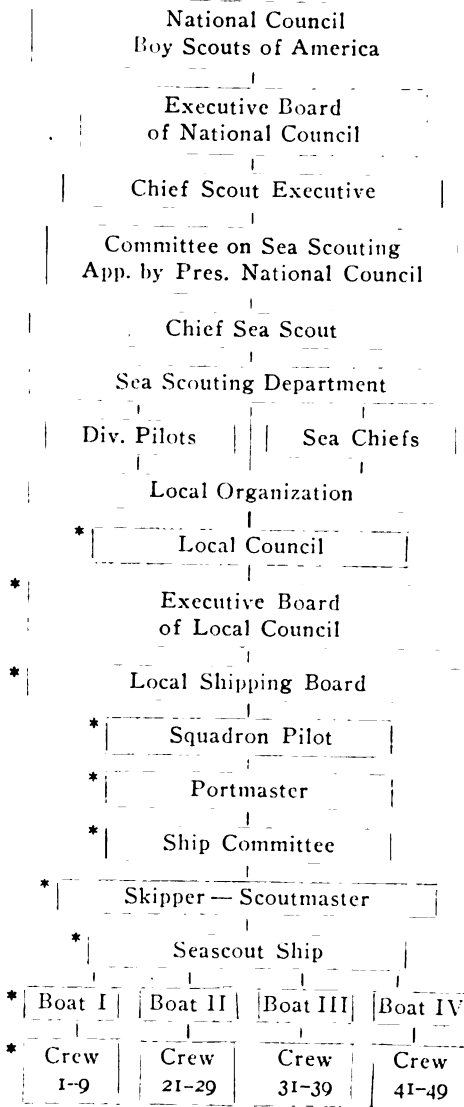 National Council
Boy Scouts of America
Executive Board
of National Council
Chief Scout Executive
Committee on Sea Scouting
App. by Pres. National Council
Chief Sea Scout
Sea Scouting Department
Div. Pilots Sea Chiefs
Local Organization
* Local Council
* Executive Board
of Local Council
* Local Shipping Board
* Squadron Pilot
* Portmaster
* Ship Committee
* Skipper — Scoutmaster
* Seascout Ship
* Boat I Boat II Boat III Boat IV
* Crew Crew Crew Crew
1--9 21-29 31-39 41-49